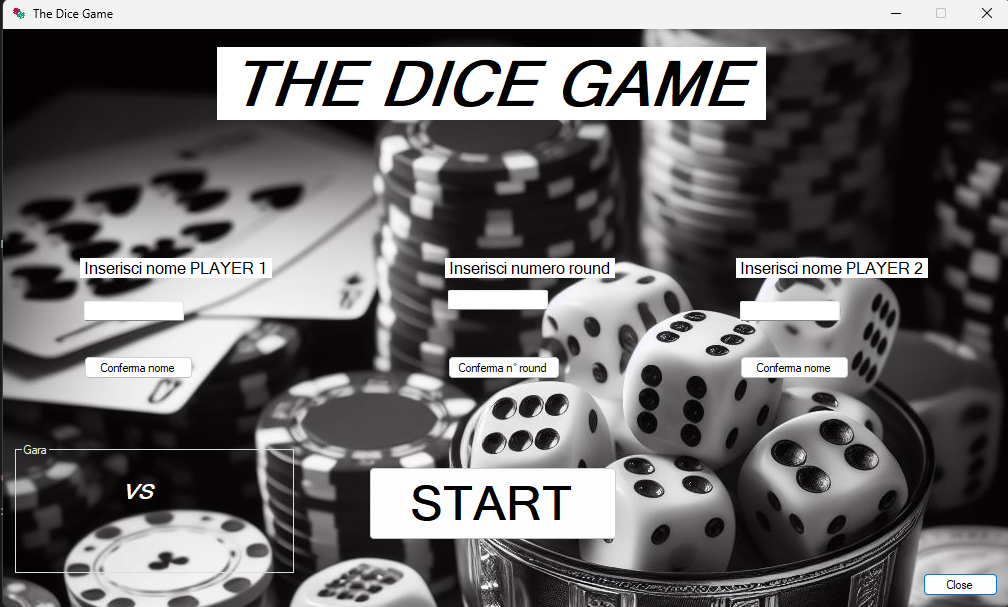 The Dice Game
THE DICE GAME
Inserisci nome PLAYER 1
Inserisci numero round
Inserisci nome PLAYER 2
Conferma nome
Conferma n° round
Conferma nome
Gara
VS
START
Close